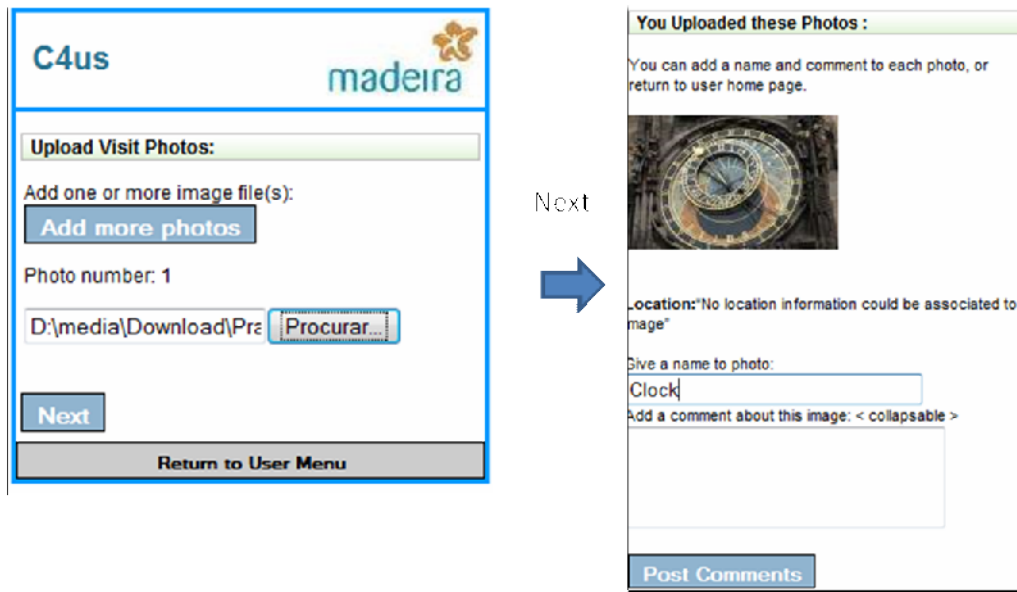 C4us
madeira
Upload Visit Photos:
Add one or more image file(s):
Add more photos
Photo number: 1
D:\media\Download\Pra
Procurar...
Next
Return to User Menu
Next
You Uploaded these Photos :
You can add a name and comment to each photo, or
return to user home page.
Location:"No location information could be associated to
mage"
Give a name to photo:
Clock
Add a comment about this image: < collapsable >
Post Comments